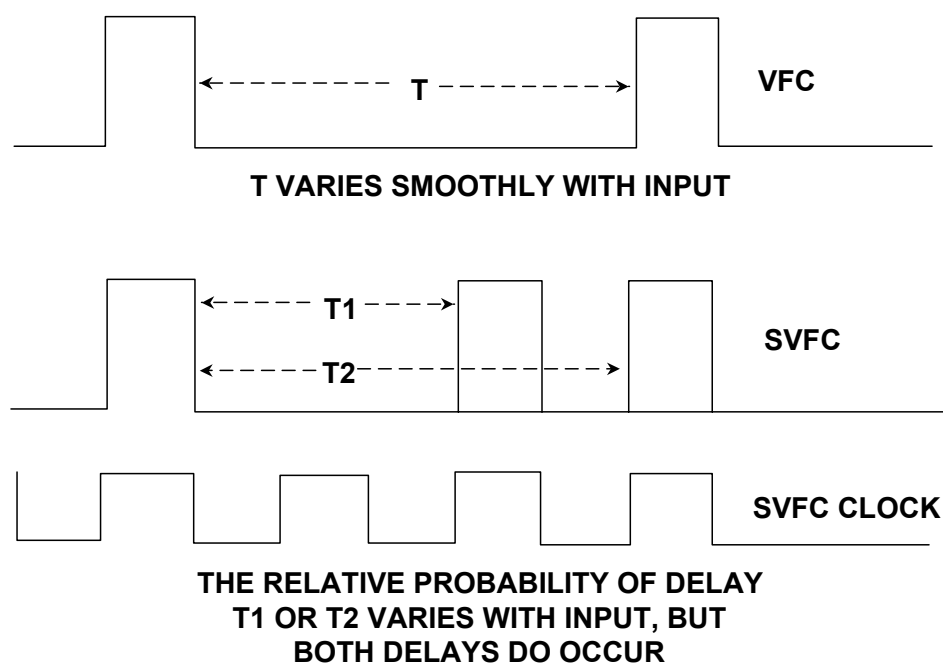 T
VFC
T VARIES SMOOTHLY WITH INPUT
T1
SVFC
T2
SVFC CLOCK
THE RELATIVE PROBABILITY OF DELAY
T1 OR T2 VARIES WITH INPUT, BUT
BOTH DELAYS DO OCCUR